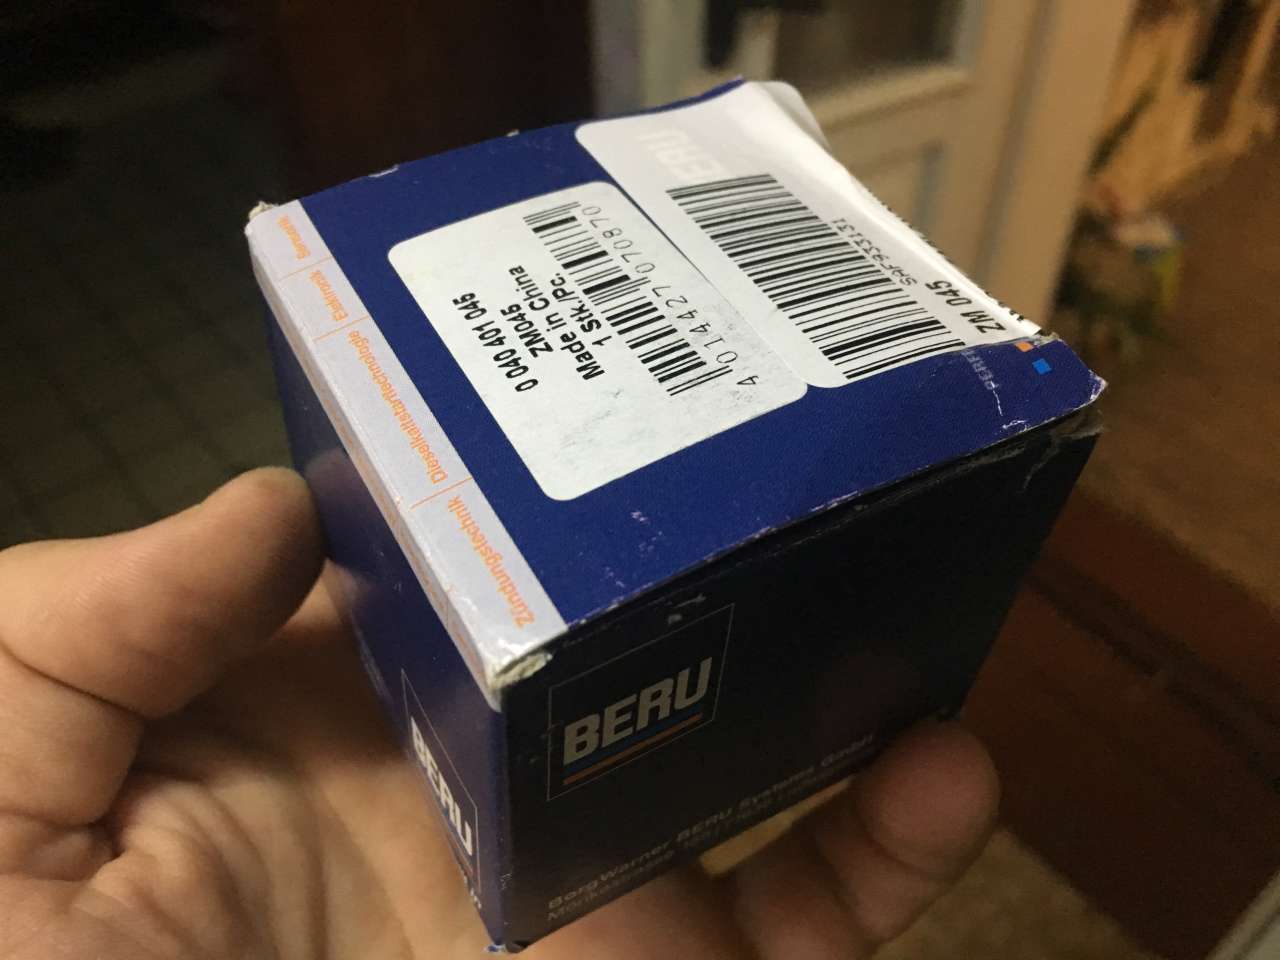 BERU
SAF933131
ZM 045
0 040 401 045
ZM045
Made in China
1 Stk./Pc.
4 014427 070870
Zündungstechnik | Dieselkaltstarttechnologie | Elektronik | Sensorik
BERU
BERU
BorgWarner BERU Systems GmbH